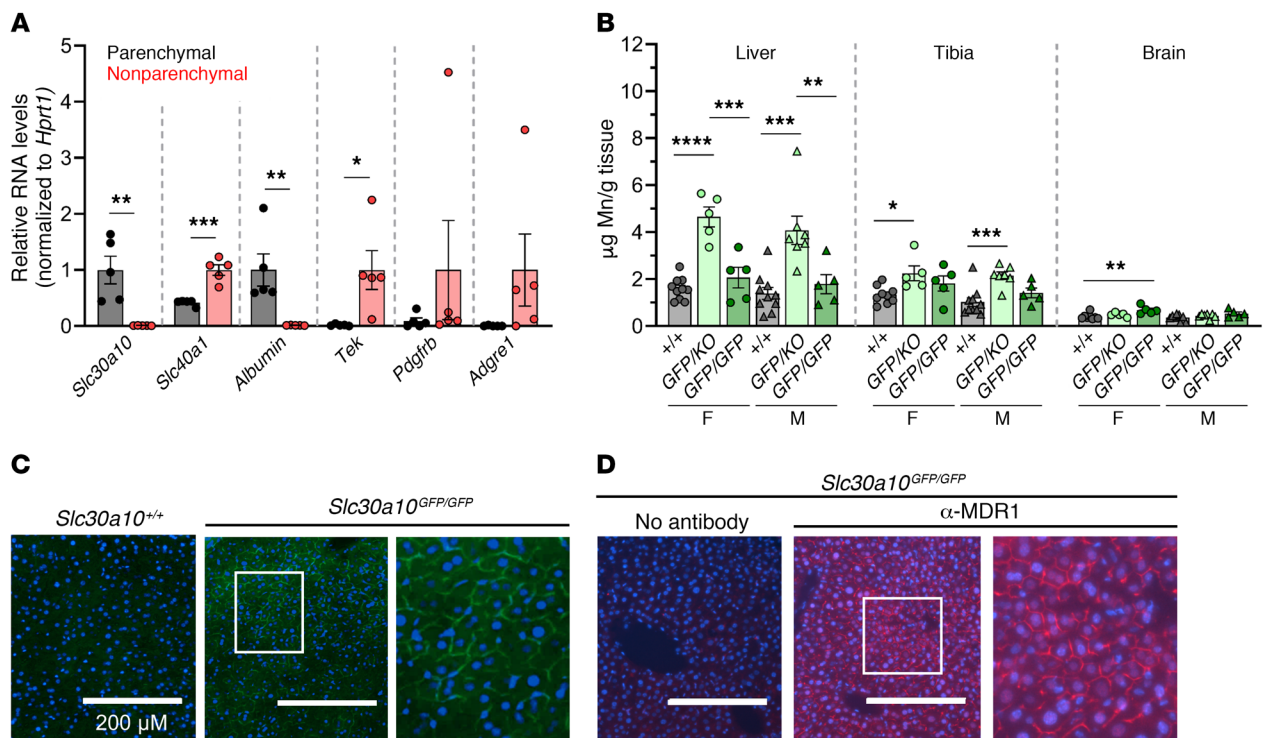 A
Relative RNA levels
(normalized to Hprt1)
5
4
3
2
1
0
Parenchymal
Nonparenchymal
**
***
**
*
Slc30a10
Slc40a1
Albumin
Tek
Pdgfrb
Adgre1
B
µg Mn/g tissue
12
10
8
6
4
2
0
Liver
Tibia
Brain
****
***
***
**
*
***
**
+/+
GFP/KO
GFP/GFP
+/+
GFP/KO
GFP/GFP
+/+
GFP/KO
GFP/GFP
+/+
GFP/KO
GFP/GFP
+/+
GFP/KO
GFP/GFP
+/+
GFP/KO
GFP/GFP
F
M
F
M
F
M
C
Slc30a10+/+
Slc30a10GFP/GFP
200 µM
D
Slc30a10GFP/GFP
No antibody
α-MDR1